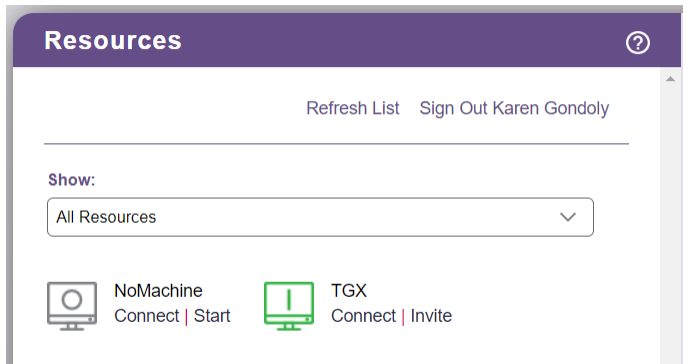 Resources
Refresh List Sign Out Karen Gondoly
Show:
All Resources
NoMachine TGX
Connect | Start Connect | Invite